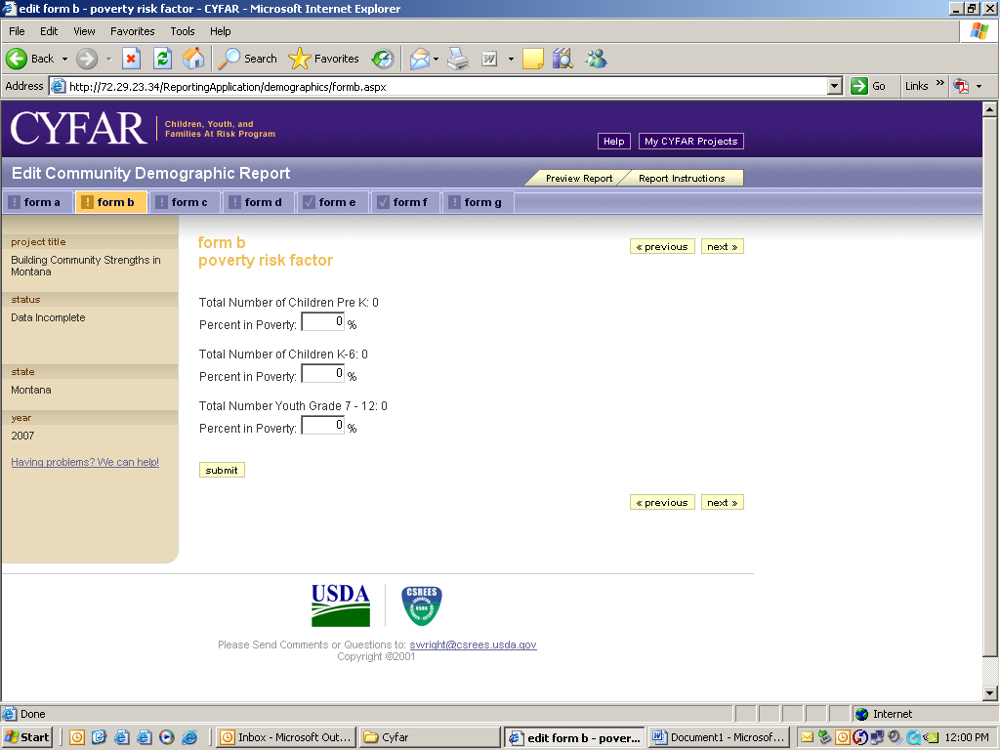 edit form b - poverty risk factor - CYFAR - Microsoft Internet Explorer
File Edit View Favorites Tools Help
Back Search Favorites
Address http://72.29.23.34/ReportingApplication/demographics/formb.aspx Go Links »
CYFAR Children, Youth, and
Families At Risk Program
Help My CYFAR Projects
Edit Community Demographic Report
Preview Report Report Instructions
! form a ! form b ! form c ! form d form e form f ! form g
project title
Building Community Strengths in
Montana
status
Data Incomplete
state
Montana
year
2007
Having problems? We can help!
form b
poverty risk factor
« previous next »
Total Number of Children Pre K: 0
Percent in Poverty: 0 %
Total Number of Children K-6: 0
Percent in Poverty: 0 %
Total Number Youth Grade 7 - 12: 0
Percent in Poverty: 0 %
submit
« previous next »
USDA CSREES
USDA
Please Send Comments or Questions to: swright@csrees.usda.gov
Copyright ©2001
Done Internet
Start Inbox - Microsoft Out... Cyfar edit form b - pover... Document1 - Microsof... 12:00 PM